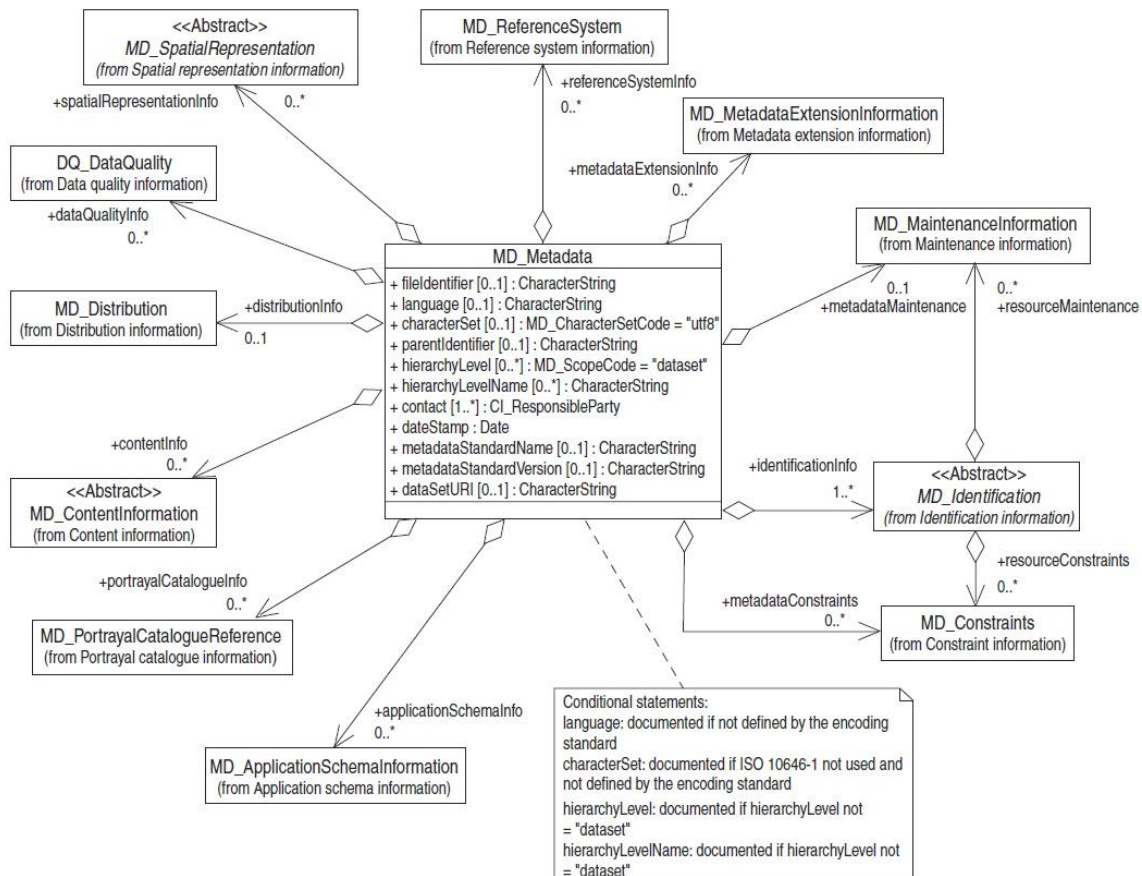 <<Abstract>>
MD_SpatialRepresentation
(from Spatial representation information)
+spatialRepresentationInfo
0..*
MD_ReferenceSystem
(from Reference system information)
+referenceSystemInfo
0..*
MD_MetadataExtensionInformation
(from Metadata extension information)
+metadataExtensionInfo
0..*
DQ_DataQuality
(from Data quality information)
+dataQualityInfo
0..*
MD_MaintenanceInformation
(from Maintenance information)
0..1
+metadataMaintenance
0..*
+resourceMaintenance
MD_Distribution
(from Distribution information)
+distributionInfo
0..1
MD_Metadata
+ fileIdentifier [0..1] : CharacterString
+ language [0..1] : CharacterString
+ characterSet [0..1] : MD_CharacterSetCode = "utf8"
+ parentIdentifier [0..1] : CharacterString
+ hierarchyLevel [0..*] : MD_ScopeCode = "dataset"
+ hierarchyLevelName [0..*] : CharacterString
+ contact [1..*] : CI_ResponsibleParty
+ dateStamp : Date
+ metadataStandardName [0..1] : CharacterString
+ metadataStandardVersion [0..1] : CharacterString
+ dataSetURI [0..1] : CharacterString
+contentInfo
0..*
<<Abstract>>
MD_ContentInformation
(from Content information)
+identificationInfo
1..*
<<Abstract>>
MD_Identification
(from Identification information)
+resourceConstraints
0..*
+metadataConstraints
0..*
MD_Constraints
(from Constraint information)
+portrayalCatalogueInfo
0..*
MD_PortrayalCatalogueReference
(from Portrayal catalogue information)
+applicationSchemaInfo
0..*
MD_ApplicationSchemaInformation
(from Application schema information)
Conditional statements:
language: documented if not defined by the encoding
standard
characterSet: documented if ISO 10646-1 not used and
not defined by the encoding standard
hierarchyLevel: documented if hierarchyLevel not
= "dataset"
hierarchyLevelName: documented if hierarchyLevel not
= "dataset"